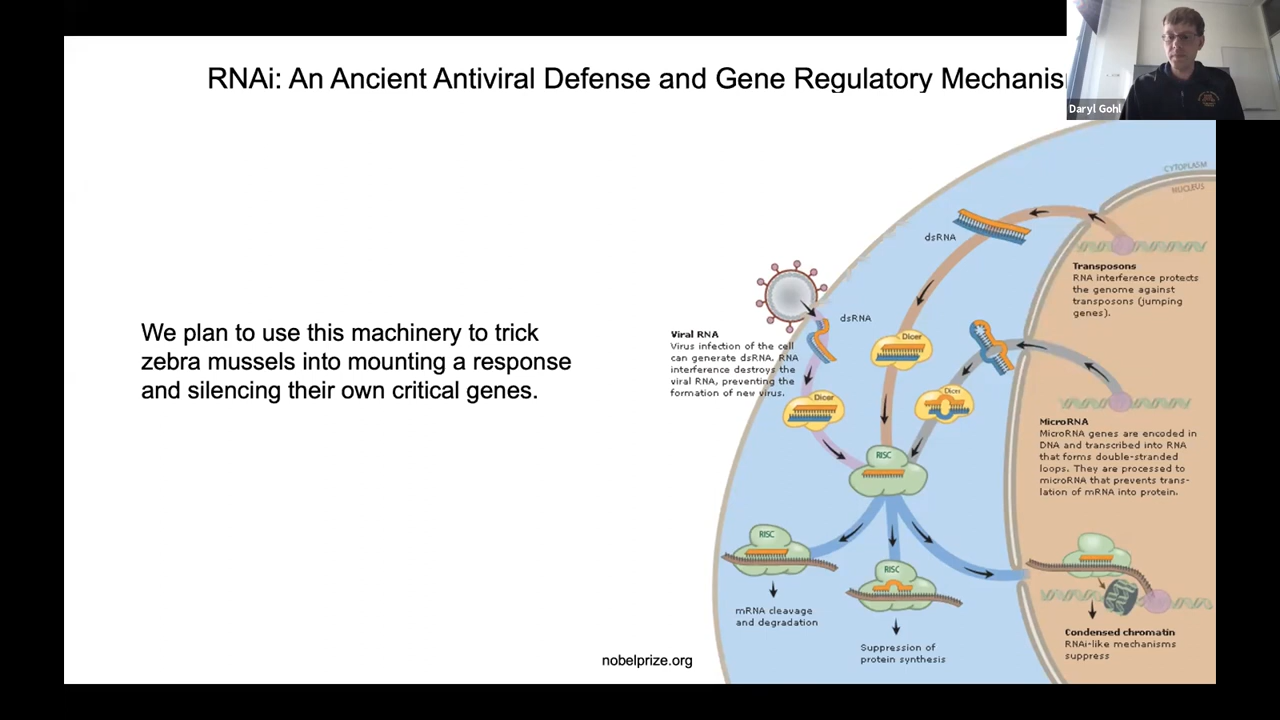 RNAi: An Ancient Antiviral Defense and Gene Regulatory Mechanis
Daryl Gohl
CYTOPLASM
NUCLEUS
dsRNA
Transposons
RNA interference protects
the genome against
transposons (jumping
genes).
dsRNA
Viral RNA
Virus infection of the cell
can generate dsRNA. RNA
interference destroys the
viral RNA, preventing the
formation of new virus.
Dicer
Dicer
Dicer
We plan to use this machinery to trick
zebra mussels into mounting a response
and silencing their own critical genes.
MicroRNA
MicroRNA genes are encoded in
DNA and transcribed into RNA
that forms double-stranded
loops. They are processed to
microRNA that prevents trans-
lation of mRNA into protein.
RISC
RISC
RISC
mRNA cleavage
and degradation
Suppression of
protein synthesis
Condensed chromatin
RNAi-like mechanisms
suppress
nobelprize.org